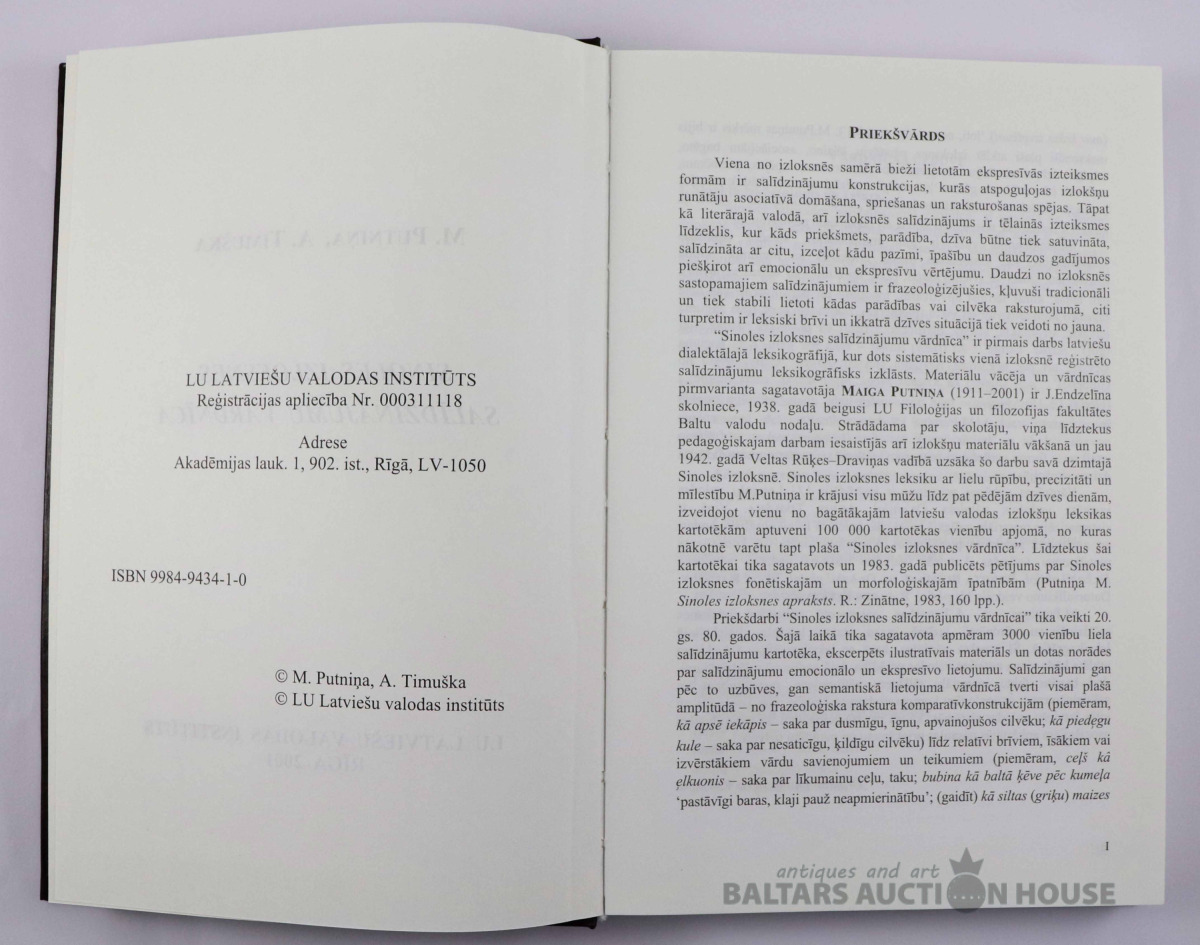 LU LATVIEŠU VALODAS INSTITŪTS
Reģistrācijas apliecība Nr. 000311118
Adrese
Akadēmijas lauk. 1, 902. ist., Rīgā, LV-1050
ISBN 9984-9434-1-0
© M. Putniņa, A. Timuška
© LU Latviešu valodas institūts
PRIEKŠVĀRDS
Viena no izloksnēs samērā bieži lietotām ekspresīvās izteiksmes
formām ir salīdzinājumu konstrukcijas, kurās atspoguļojas izlokšņu
runātāju asociatīvā domāšana, spriešanas un raksturošanas spējas. Tāpat
kā literārajā valodā, arī izloksnēs salīdzinājums ir tēlainās izteiksmes
līdzeklis, kur kāds priekšmets, parādība, dzīva būtne tiek satuvināta,
salīdzināta ar citu, izceļot kādu pazīmi, īpašību un daudzos gadījumos
piešķirot arī emocionālu un ekspresīvu vērtējumu. Daudzi no izloksnēs
sastopamajiem salīdzinājumiem ir frazeoloģizējušies, kļuvuši tradicionāli
un tiek stabili lietoti kādas parādības vai cilvēka raksturojumā, citi
turpretim ir leksiski brīvi un ikkatrā dzīves situācijā tiek veidoti no jauna.
“Sinoles izloksnes salīdzinājumu vārdnīca” ir pirmais darbs latviešu
dialektālajā leksikogrāfijā, kur dots sistemātisks vienā izloksnē reģistrēto
salīdzinājumu leksikogrāfisks izklāsts. Materiālu vācēja un vārdnīcas
pirmvarianta sagatavotāja MAIGA PUTNIŅA (1911–2001) ir J.Endzelīna
skolniece, 1938. gadā beigusi LU Filoloģijas un filozofijas fakultātes
Baltu valodu nodaļu. Strādādama par skolotāju, viņa līdztekus
pedagoģiskajam darbam iesaistījās arī izlokšņu materiālu vākšanā un jau
1942. gadā Veltas Rūķes–Draviņas vadībā uzsāka šo darbu savā dzimtajā
Sinoles izloksnē. Sinoles izloksnes leksiku ar lielu rūpību, precizitāti un
mīlestību M.Putniņa ir krājusi visu mūžu līdz pat pēdējām dzīves dienām,
izveidojot vienu no bagātākajām latviešu valodas izlokšņu leksikas
kartotēkām aptuveni 100 000 kartotēkas vienību apjomā, no kuras
nākotnē varētu tapt plaša “Sinoles izloksnes vārdnīca”. Līdztekus šai
kartotēkai tika sagatavots un 1983. gadā publicēts pētījums par Sinoles
izloksnes fonētiskajām un morfoloģiskajām īpatnībām (Putniņa M.
Sinoles izloksnes apraksts. R.: Zinātne, 1983, 160 lpp.).
Priekšdarbi “Sinoles izloksnes salīdzinājumu vārdnīcai” tika veikti 20.
gs. 80. gados. Šajā laikā tika sagatavota apmēram 3000 vienību liela
salīdzinājumu kartotēka, ekscerpēts ilustratīvais materiāls un dotas norādes
par salīdzinājumu emocionālo un ekspresīvo lietojumu. Salīdzinājumi gan
pēc to uzbūves, gan semantiskā lietojuma vārdnīcā tverti visai plašā
amplitūdā – no frazeoloģiska rakstura komparatīvkonstrukcijām (piemēram,
kā apsē iekāpis – saka par dusmīgu, īgnu, apvainojušos cilvēku; kā piedęgu
kule – saka par nesaticīgu, ķildīgu cilvēku) līdz relatīvi brīviem, īsākiem vai
izvērstākiem vārdu savienojumiem un teikumiem (piemēram, ceļš kâ
ęlkuonis – saka par līkumainu ceļu, taku; bubina kā baltā ķēve pēc kumeļa
‘pastāvīgi baras, klaji pauž neapmierinātību’; (gaidīt) kā siltas (griķu) maizes
I
antiques and art
BALTARS AUCTION HOUSE